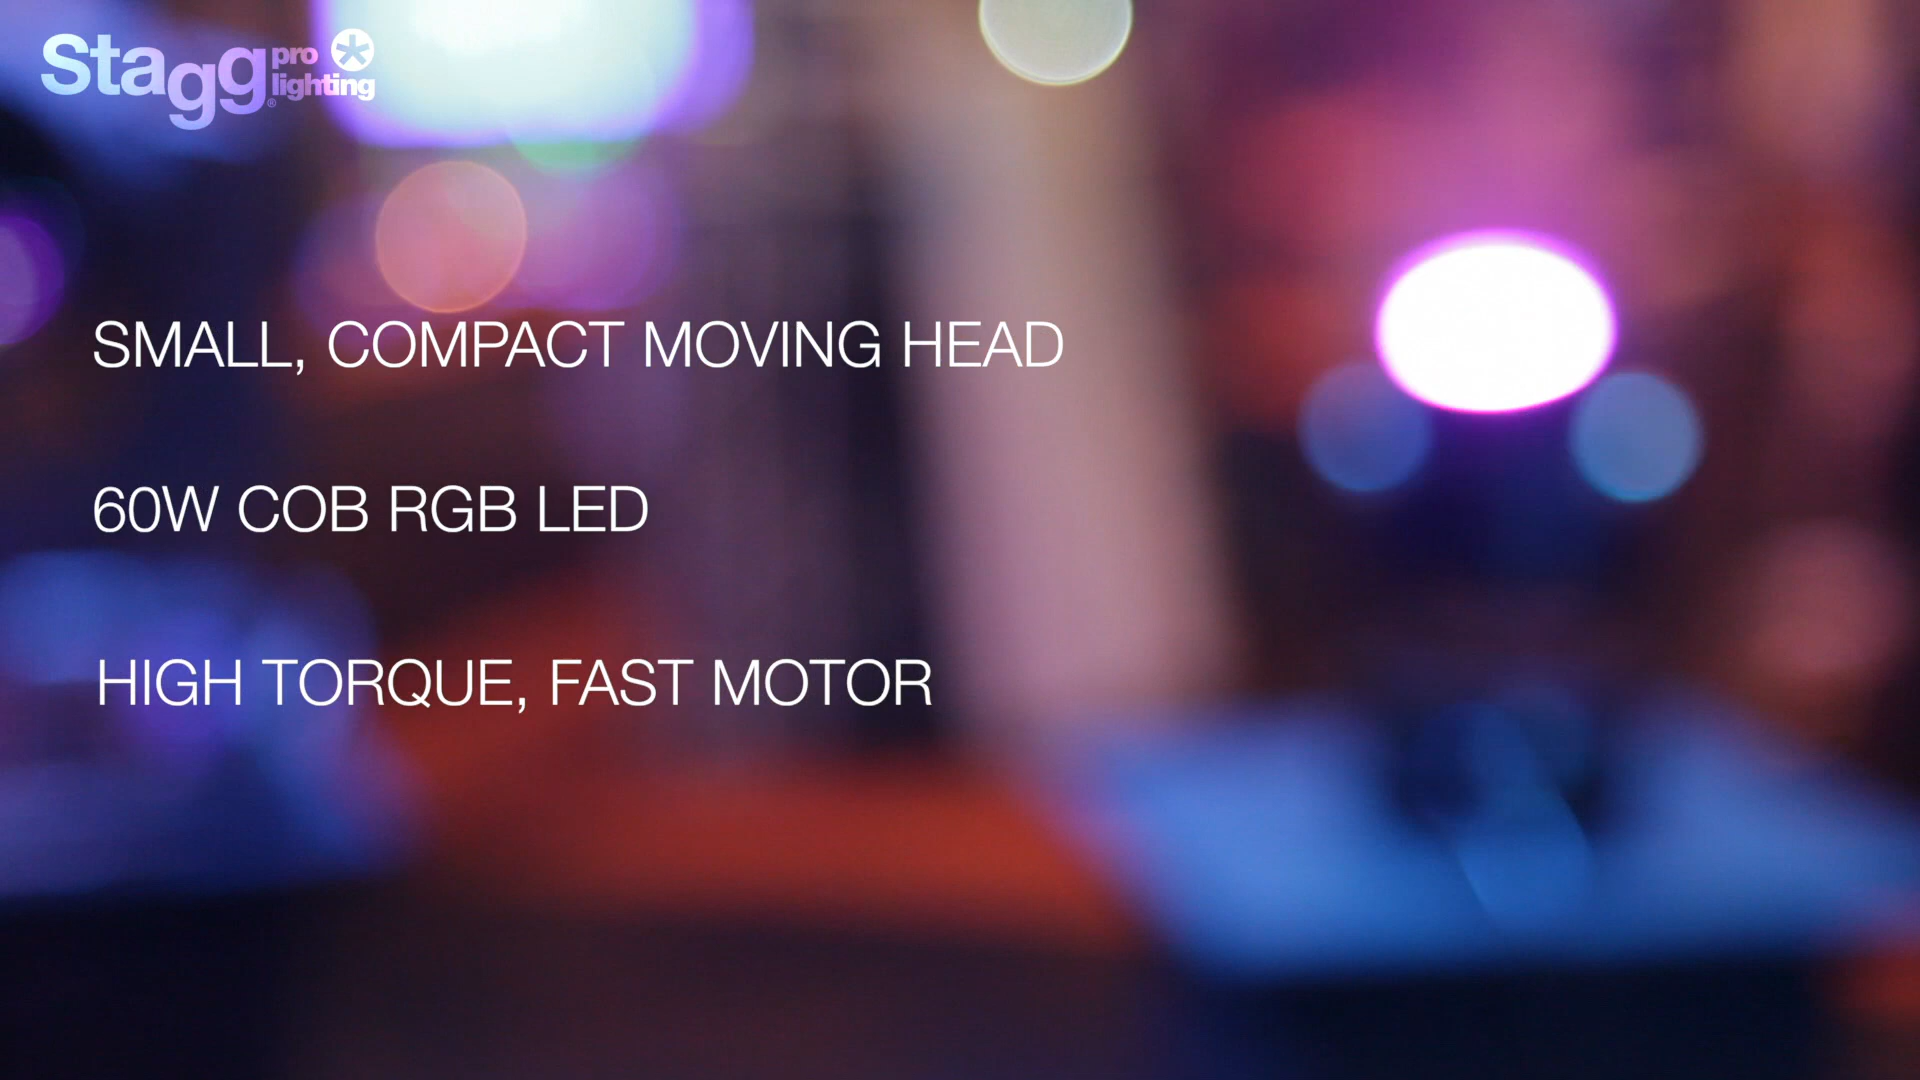 Stagg pro lighting
SMALL, COMPACT MOVING HEAD
60W COB RGB LED
HIGH TORQUE, FAST MOTOR